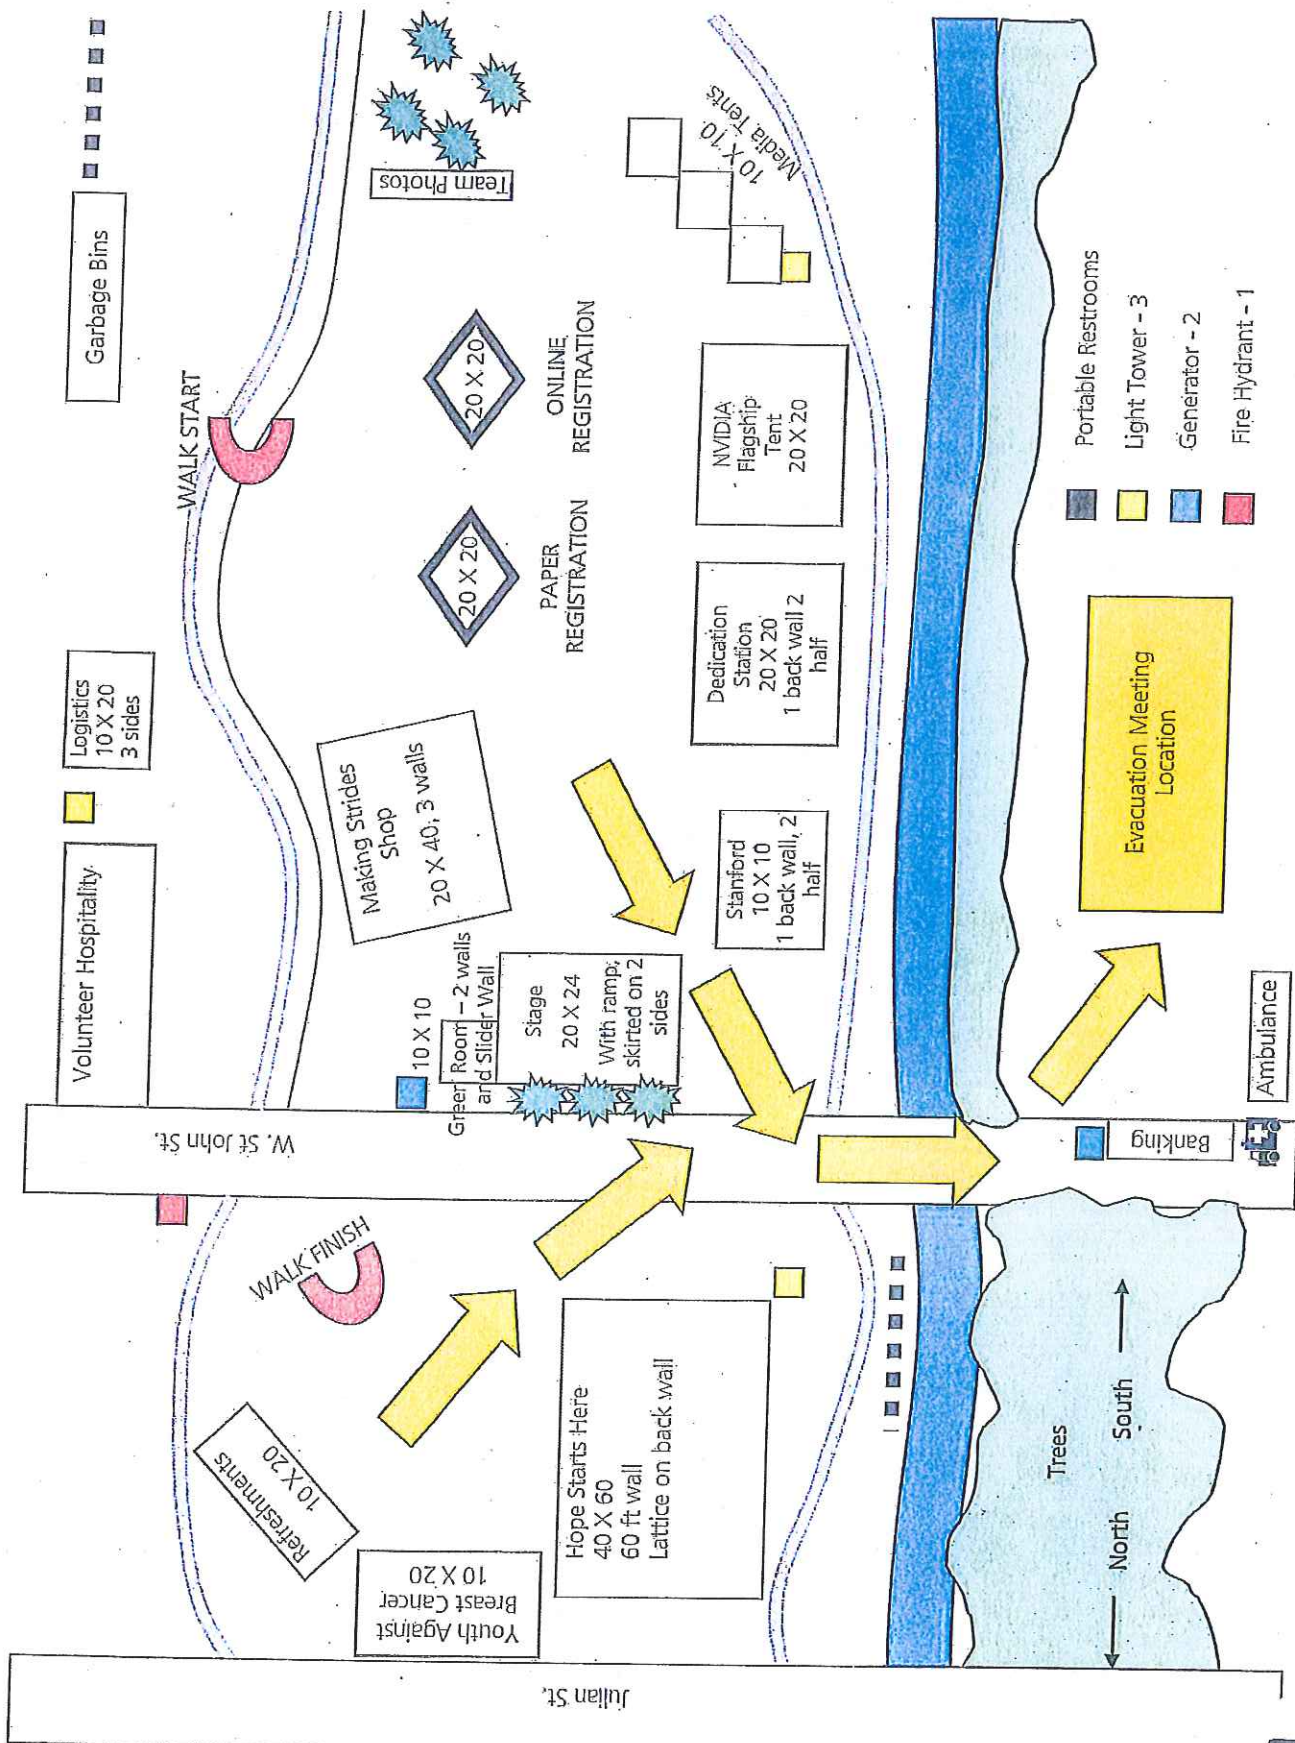 Julian St.
Refreshments
10 X 20
Youth Against
Breast Cancer
10 X 20
WALK FINISH
Hope Starts Here
40 X 60
60 ft wall
Lattice on back wall
Trees
North
South
W. St John St.
Volunteer Hospitality
Logistics
10 X 20
3 sides
WALK START
Garbage Bins
Making Strides
Shop
20 X 40; 3 walls
10 X 10
Green Room – 2 walls
and Slider Wall
Stage
20 X 24
With ramp;
skirted on 2
sides
20 X 20
PAPER
REGISTRATION
20 X 20
ONLINE
REGISTRATION
Team Photos
Stanford
10 X 10
1 back wall, 2
half
Dedication
Station
20 X 20
1 back wall 2
half
NVIDIA
Flagship
Tent
20 X 20
10 X 10
Media Tents
Banking
Ambulance
Evacuation Meeting
Location
Portable Restrooms
Light Tower – 3
Generator – 2
Fire Hydrant – 1